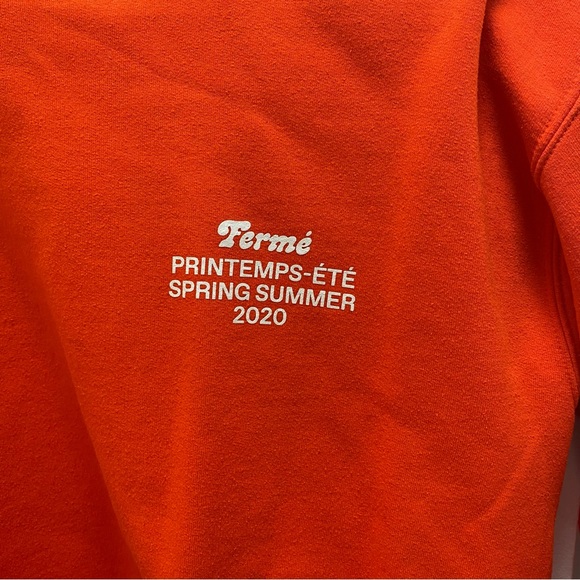 Fermé
PRINTEMPS-ÉTÉ
SPRING SUMMER
2020